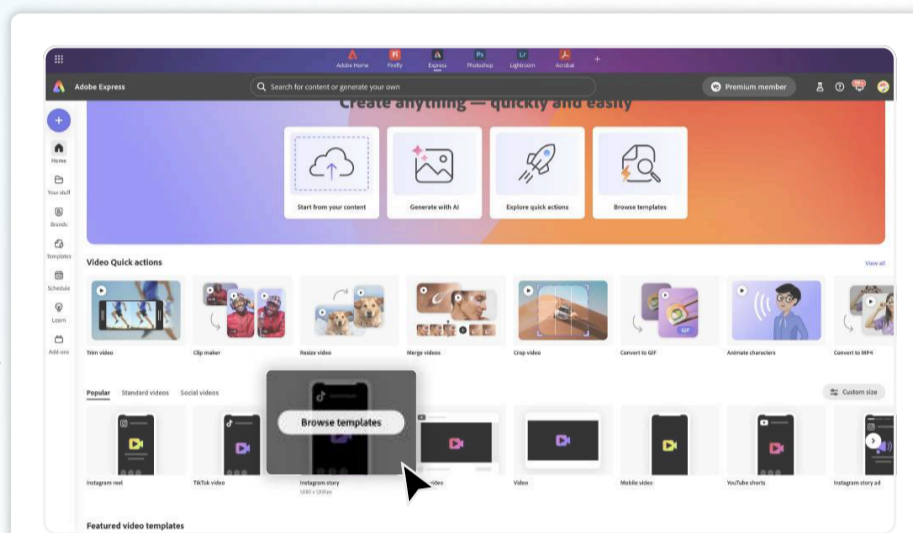 Adobe Home Firefly Express Photoshop Lightroom Acrobat +
Adobe Express
Search for content or generate your own
Premium member
Create anything — quickly and easily
Start from your content
Generate with AI
Explore quick actions
Browse templates
Home
Your stuff
Brands
Templates
Schedule
Learn
Add-ons
Video Quick actions
View all
GIF
Trim video
Clip maker
Resize video
Merge videos
Crop video
Convert to GIF
Animate characters
Convert to MP4
Popular Standard videos Social videos
Custom size
Browse templates
Instagram reel
TikTok video
Instagram story
video
Video
Mobile video
YouTube shorts
Instagram story ad
Featured video templates